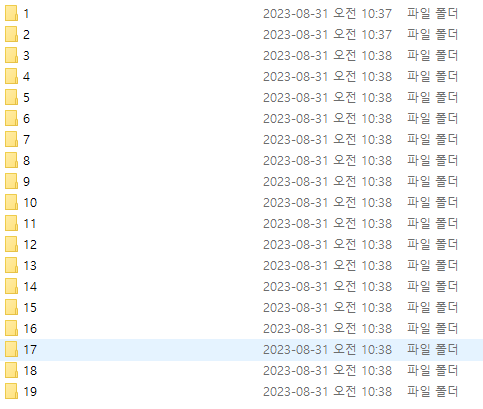 1 2023-08-31 오전 10:37 파일 폴더
2 2023-08-31 오전 10:37 파일 폴더
3 2023-08-31 오전 10:38 파일 폴더
4 2023-08-31 오전 10:38 파일 폴더
5 2023-08-31 오전 10:38 파일 폴더
6 2023-08-31 오전 10:38 파일 폴더
7 2023-08-31 오전 10:38 파일 폴더
8 2023-08-31 오전 10:38 파일 폴더
9 2023-08-31 오전 10:38 파일 폴더
10 2023-08-31 오전 10:38 파일 폴더
11 2023-08-31 오전 10:38 파일 폴더
12 2023-08-31 오전 10:38 파일 폴더
13 2023-08-31 오전 10:38 파일 폴더
14 2023-08-31 오전 10:38 파일 폴더
15 2023-08-31 오전 10:38 파일 폴더
16 2023-08-31 오전 10:38 파일 폴더
17 2023-08-31 오전 10:38 파일 폴더
18 2023-08-31 오전 10:38 파일 폴더
19 2023-08-31 오전 10:38 파일 폴더